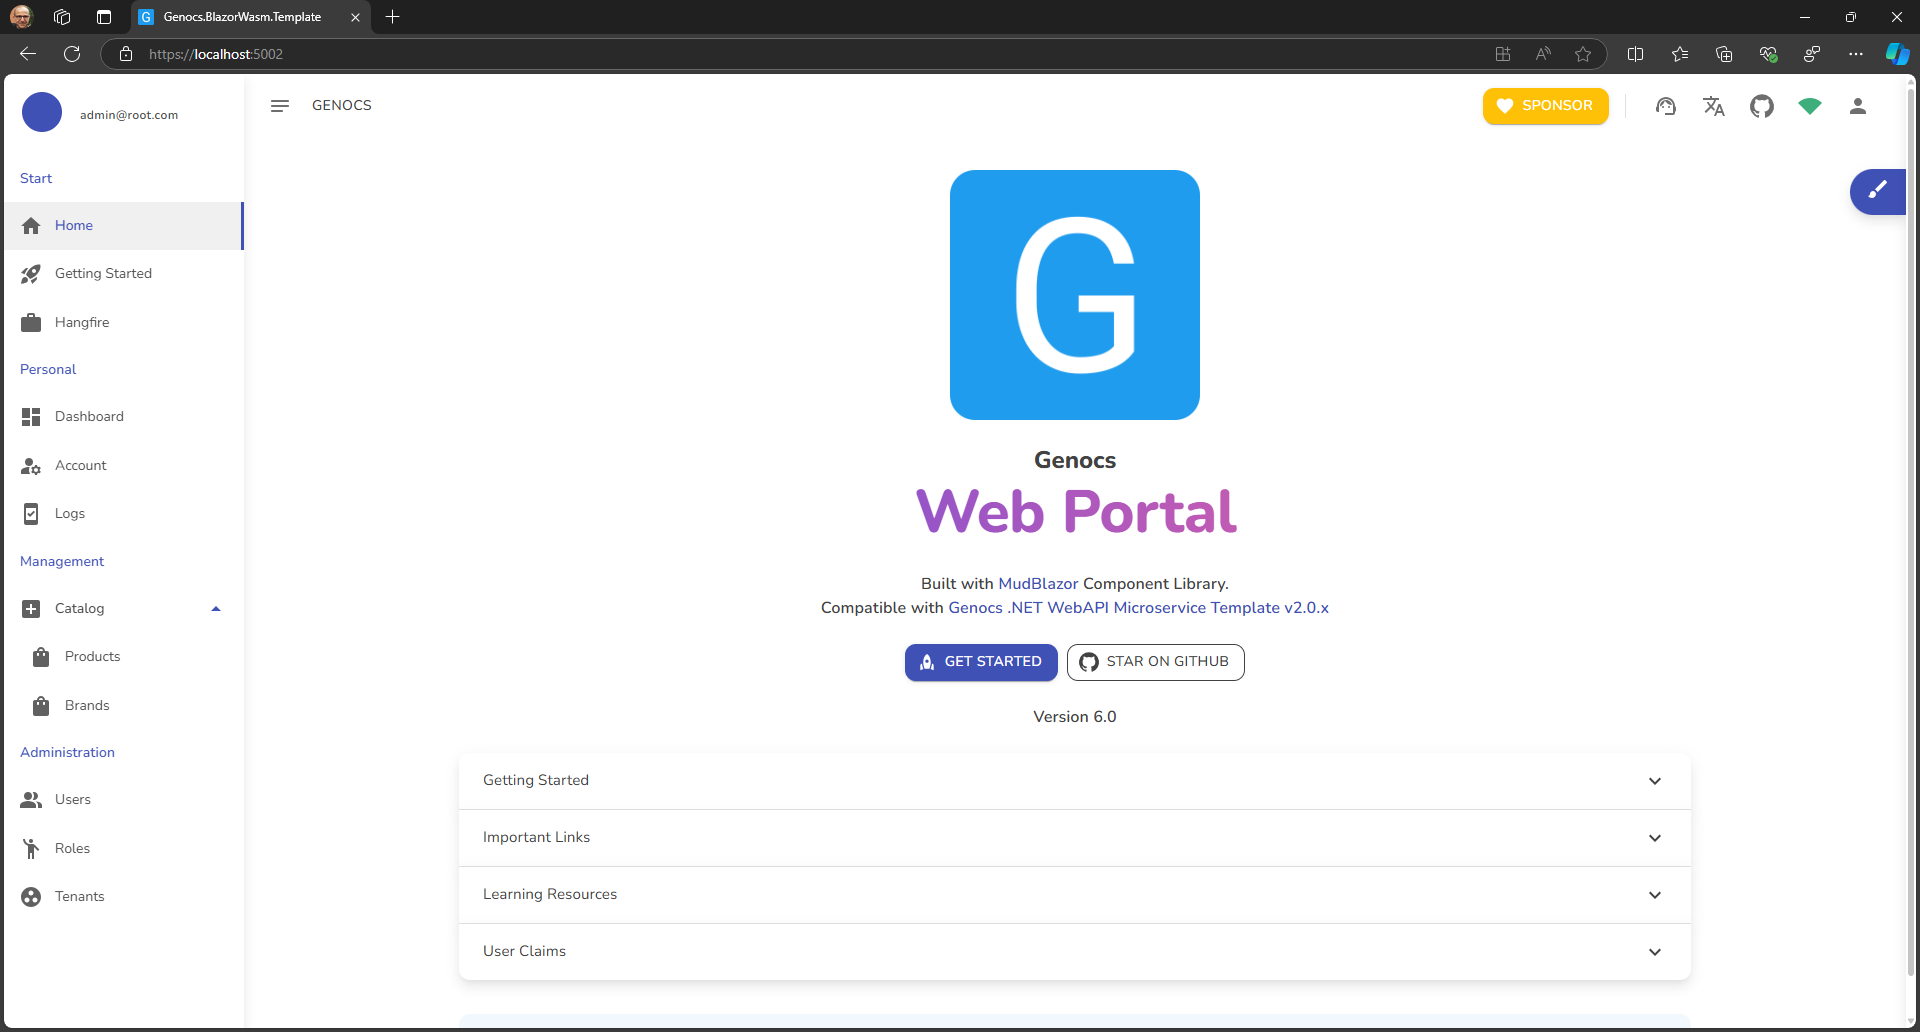 Genocs.BlazorWasm.Template
https://localhost:5002
admin@root.com
GENOCS
SPONSOR
Start
Home
Getting Started
Hangfire
Personal
Dashboard
Account
Logs
Management
Catalog
Products
Brands
Administration
Users
Roles
Tenants
G
Genocs
Web Portal
Built with MudBlazor Component Library.
Compatible with Genocs .NET WebAPI Microservice Template v2.0.x
GET STARTED
STAR ON GITHUB
Version 6.0
Getting Started
Important Links
Learning Resources
User Claims